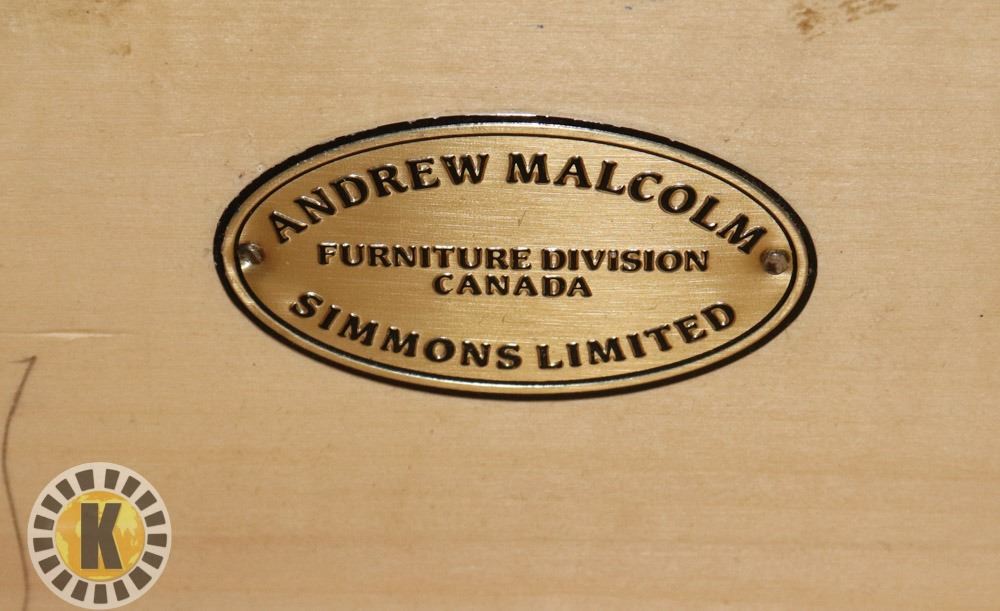 ANDREW MALCOLM
FURNITURE DIVISION
CANADA
SIMMONS LIMITED
K